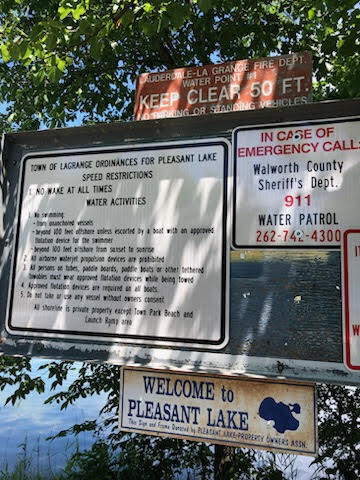 AUDERDALE-LA GRANGE FIRE DEPT.
WATER POINT #1
KEEP CLEAR 50 FT.
NO PARKING OR STANDING VEHICLES
TOWN OF LAGRANGE ORDINANCES FOR PLEASANT LAKE
SPEED RESTRICTIONS
1. NO WAKE AT ALL TIMES
WATER ACTIVITIES
1. No swimming:
- from unanchored vessels
- beyond 100 feet offshore unless escorted by a boat with an approved
flotation device for the swimmer
- beyond 100 feet offshore from sunset to sunrise
2. All airborne waterjet propulsion devices are prohibited
3. All persons on tubes, paddle boards, paddle boats or other tethered
towables must wear approved flotation devices while being towed
4. Approved flotation devices are required on all boats.
5. Do not take or use any vessel without owners consent
All shoreline is private property except Town Park Beach and
Launch Ramp area
IN CASE OF
EMERGENCY CALL:
Walworth County
Sheriff's Dept.
911
WATER PATROL
262-742-4300
WELCOME TO
PLEASANT LAKE
This Sign and Frame Donated by PLEASANT LAKE PROPERTY OWNERS ASSN.